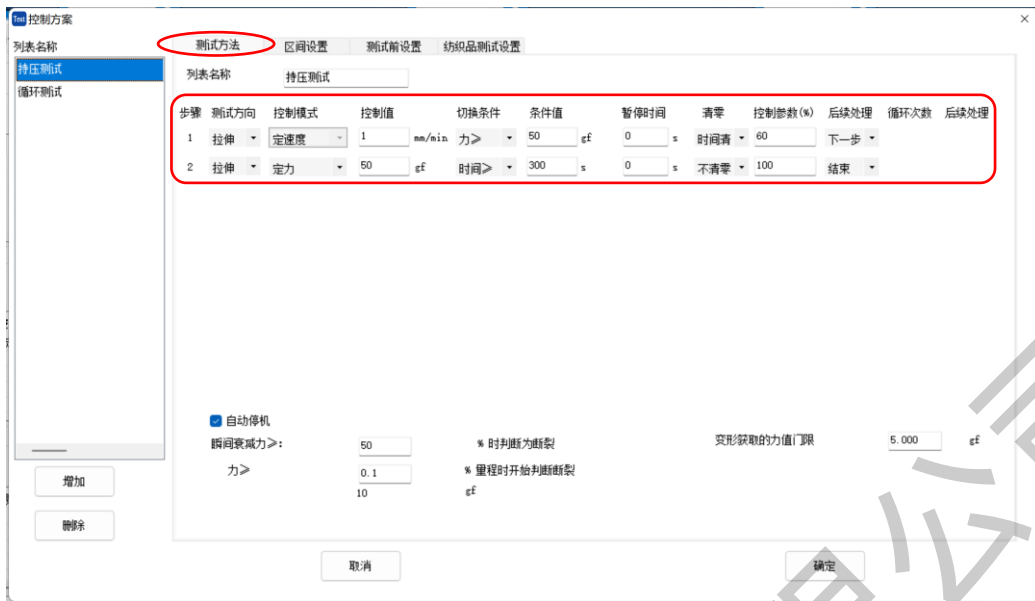 Test 控制方案
列表名称
持压测试
循环测试
增加
删除
测试方法 区间设置 测试前设置 纺织品测试设置
列表名称 持压测试
步骤 测试方向 控制模式 控制值 切换条件 条件值 暂停时间 清零 控制参数(%) 后续处理 循环次数 后续处理
1 拉伸 定速度 1 mm/min 力≥ 50 gf 0 s 时间清 60 下一步
2 拉伸 定力 50 gf 时间≥ 300 s 0 s 不清零 100 结束
自动停机
瞬间衰减力≥: 50 % 时判断为断裂 变形获取的力值门限 5.000 gf
力≥ 0.1 % 量程时开始判断断裂
10 gf
取消 确定